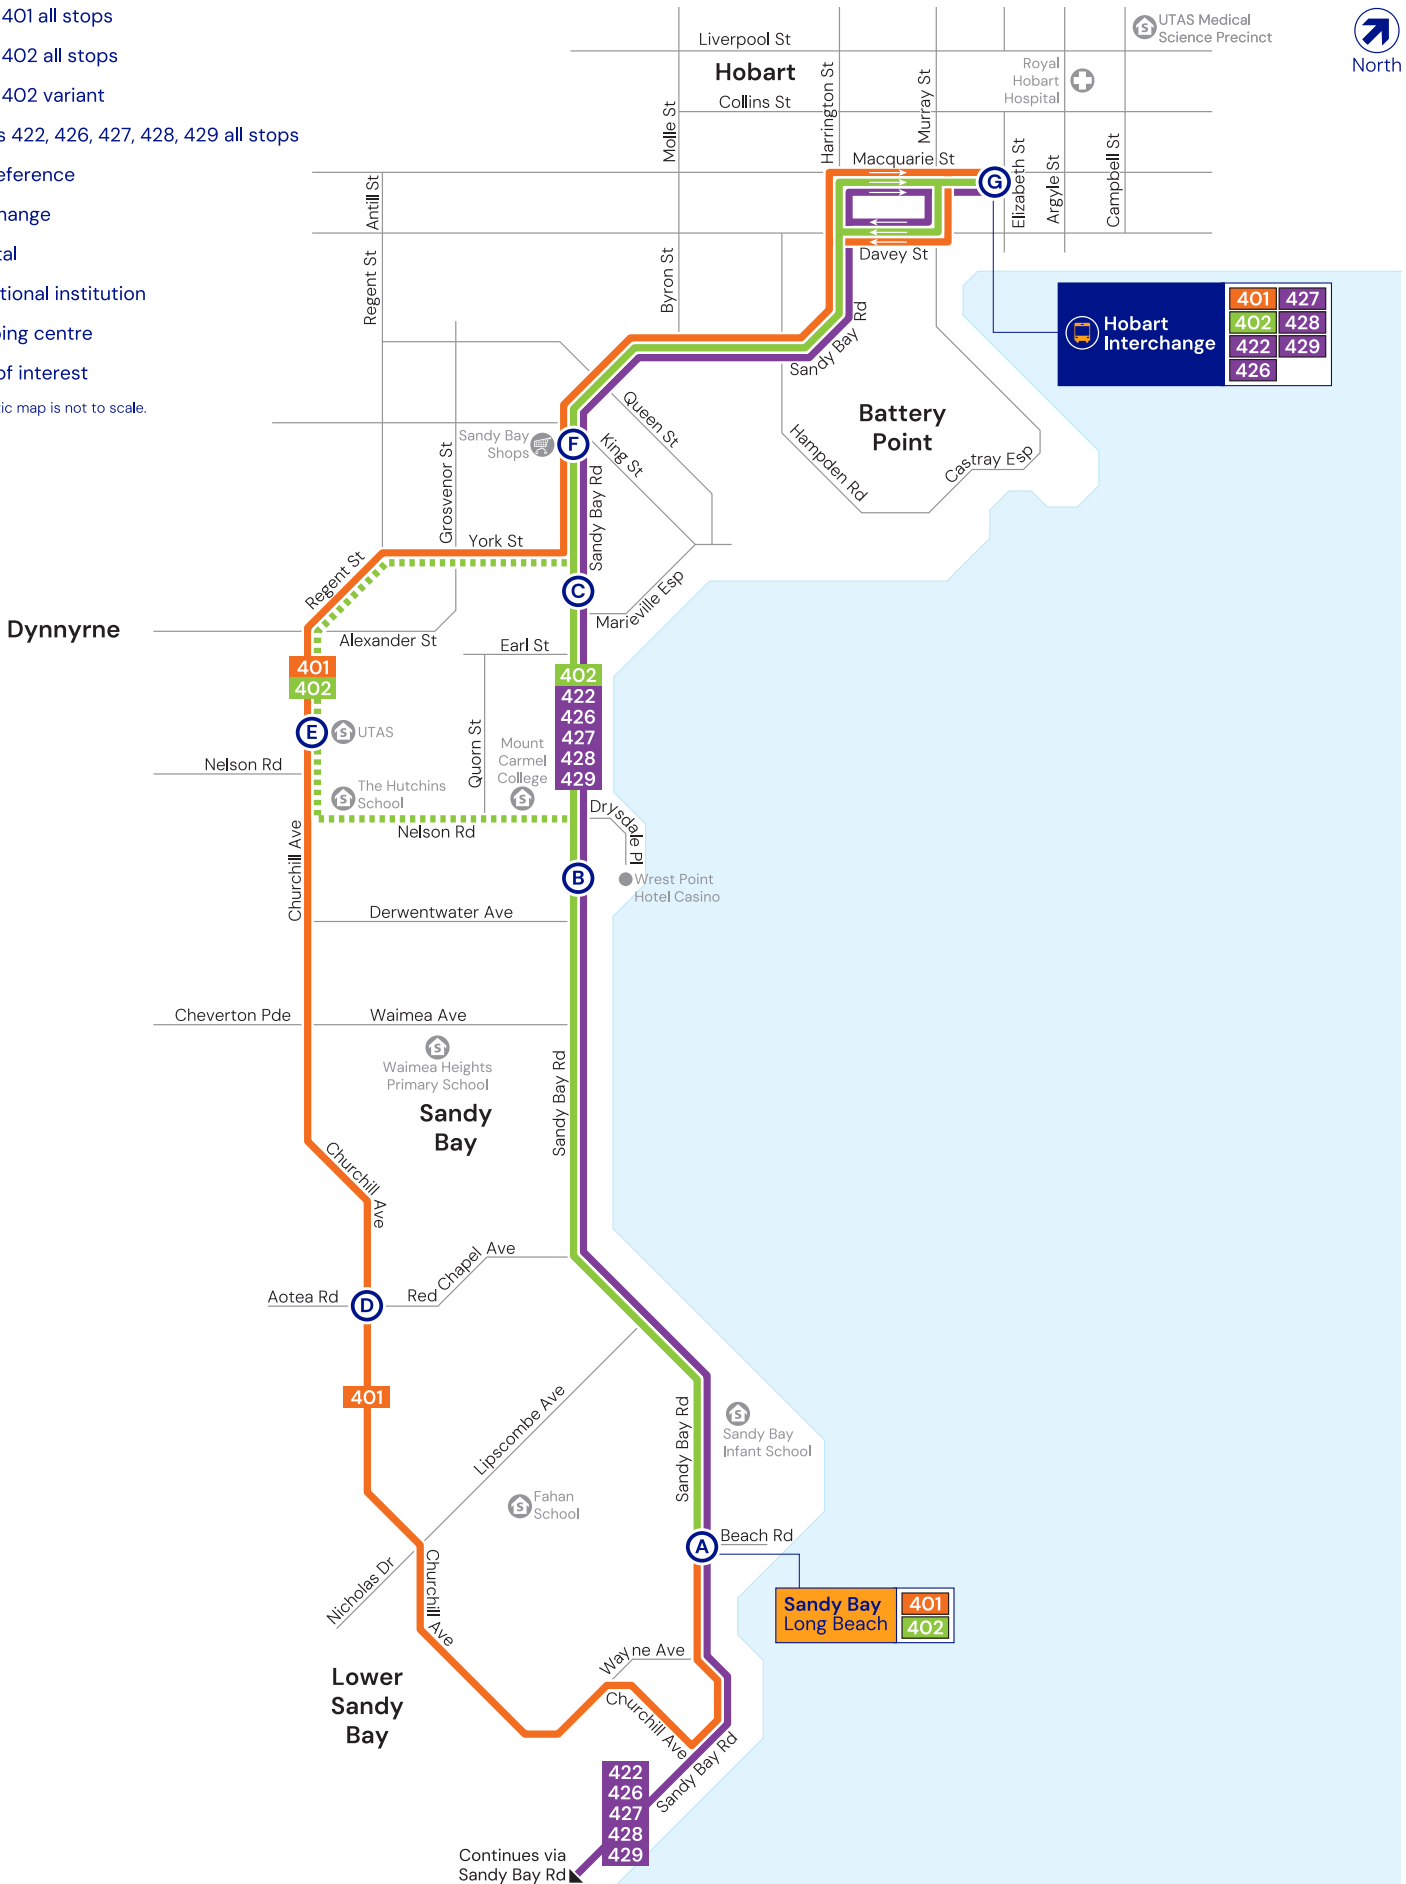 401 all stops
402 all stops
402 variant
422, 426, 427, 428, 429 all stops
of interest
map is not to scale.
North
UTAS Medical
Science Precinct
Liverpool St
Hobart
Collins St
Royal
Hobart
Hospital
Molle St
Harrington St
Murray St
Macquarie St
G
Elizabeth St
Argyle St
Campbell St
Antill St
Regent St
Byron St
Davey St
Sandy Bay Rd
Hobart
Interchange
401
427
402
428
422
429
426
Battery
Point
Hampden Rd
Castray Esp
Queen St
King St
Sandy Bay
Shops
F
Grosvenor St
Sandy Bay Rd
York St
Regent St
C
Marieville Esp
Dynnyrne
Alexander St
Earl St
401
402
402
422
426
427
428
429
E
UTAS
Quorn St
Mount
Carmel
College
Nelson Rd
The Hutchins
School
Nelson Rd
Drysdale Pl
B
Wrest Point
Hotel Casino
Churchill Ave
Derwentwater Ave
Cheverton Pde
Waimea Ave
Waimea Heights
Primary School
Sandy
Bay
Sandy Bay Rd
Churchill Ave
Aotea Rd
D
Red Chapel Ave
401
Lipscombe Ave
Sandy Bay Rd
Sandy Bay
Infant School
Fahan
School
A
Beach Rd
Nicholas Dr
Churchill Ave
Sandy Bay
Long Beach
401
402
Wayne Ave
Lower
Sandy
Bay
Churchill Ave
Sandy Bay Rd
422
426
427
428
429
Continues via
Sandy Bay Rd